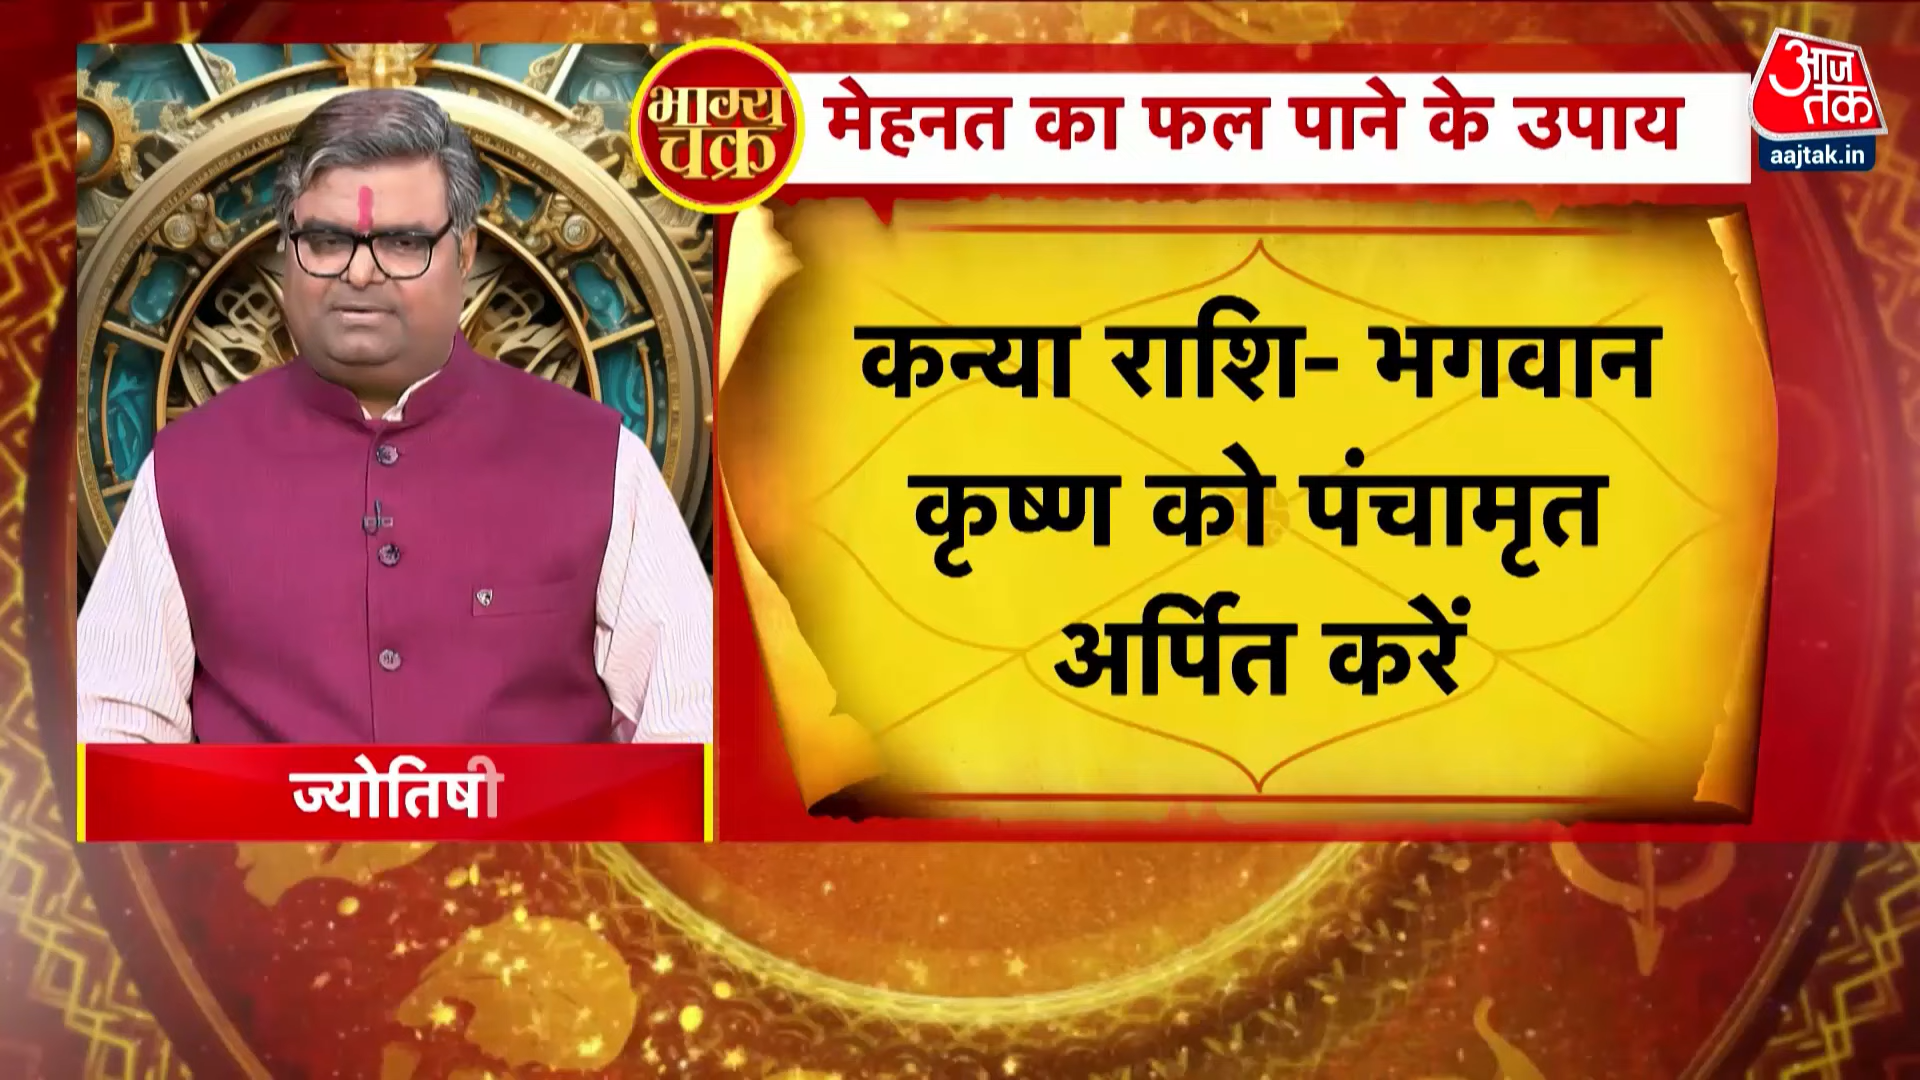 भाग्य
चक्र
मेहनत का फल पाने के उपाय
आज
तक
aajtak.in
कन्या राशि- भगवान
कृष्ण को पंचामृत
अर्पित करें
ज्योतिषी